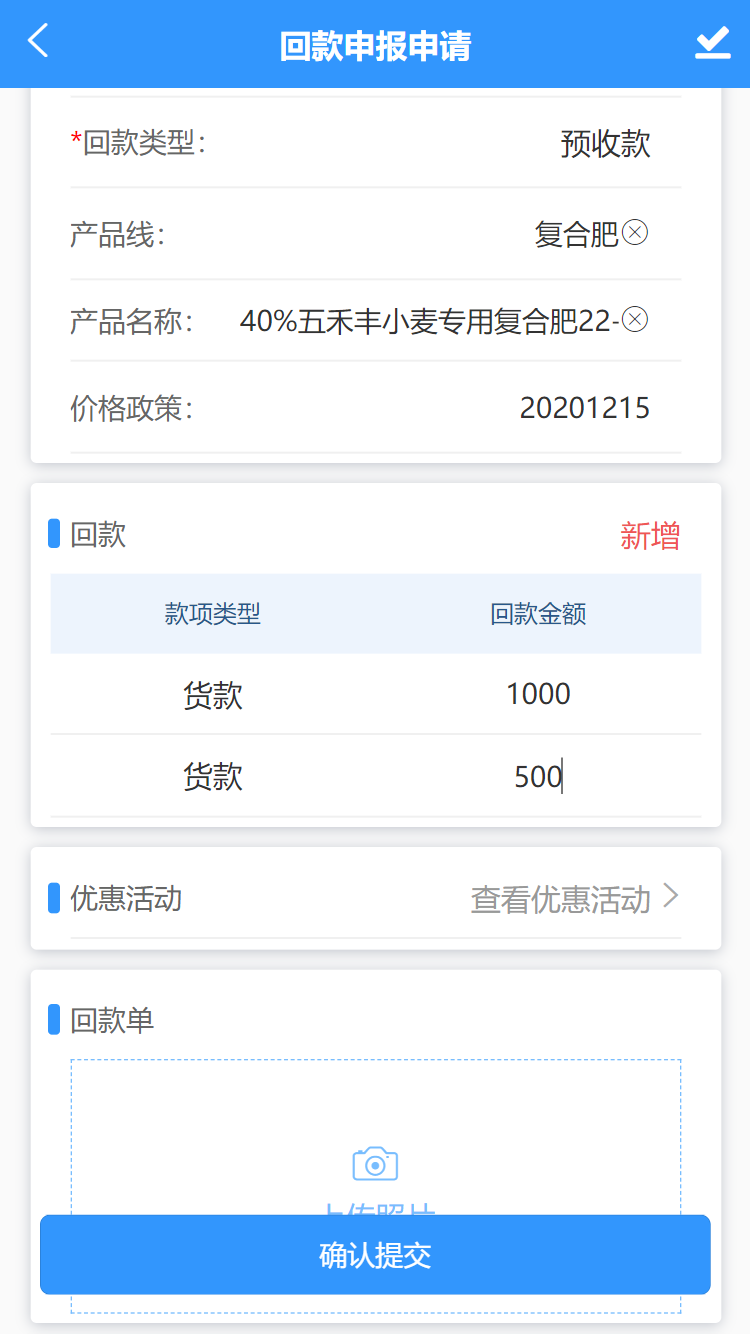 回款申报申请
*回款类型： 预收款
产品线： 复合肥
产品名称： 40%五禾丰小麦专用复合肥22-
价格政策： 20201215
回款 新增
款项类型 回款金额
货款 1000
货款 500
优惠活动 查看优惠活动
回款单
上传照片
确认提交